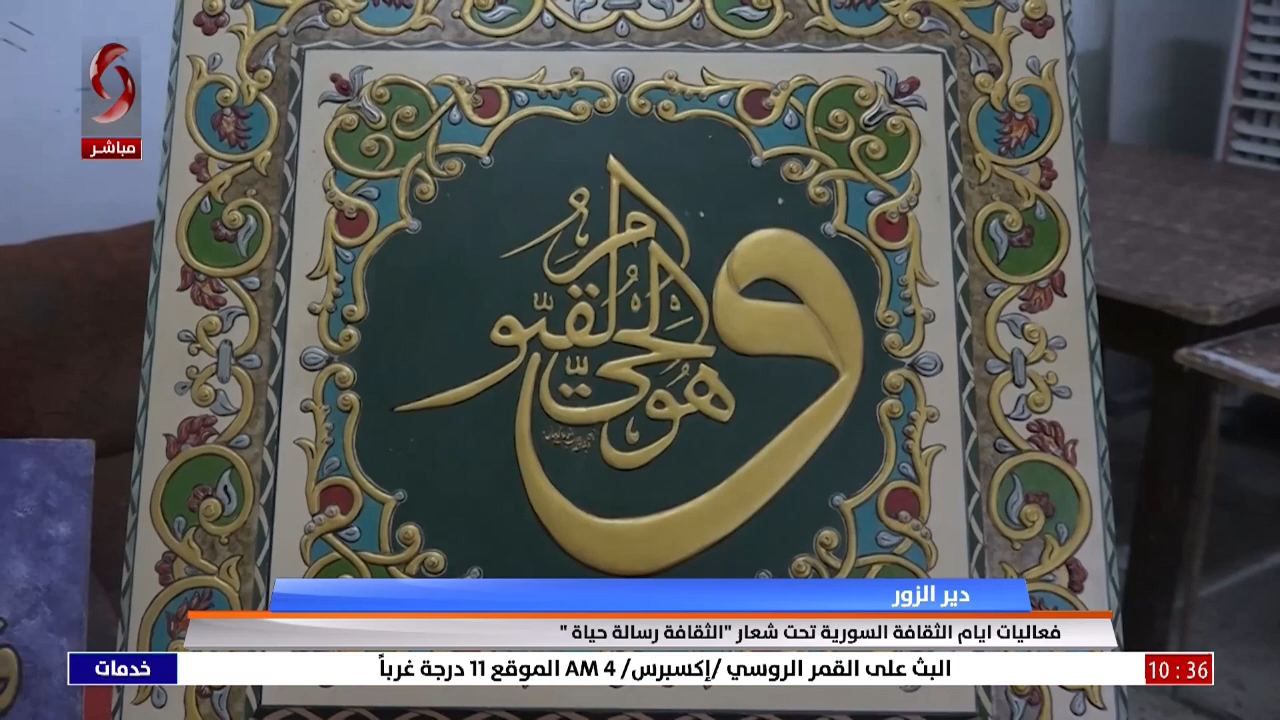 مباشر
و هو الحي القيوم
دير الزور
فعاليات ايام الثقافة السورية تحت شعار "الثقافة رسالة حياة "
خدمات
البث على القمر الروسي /إكسبرس/ AM 4 الموقع 11 درجة غرباً
10 : 36